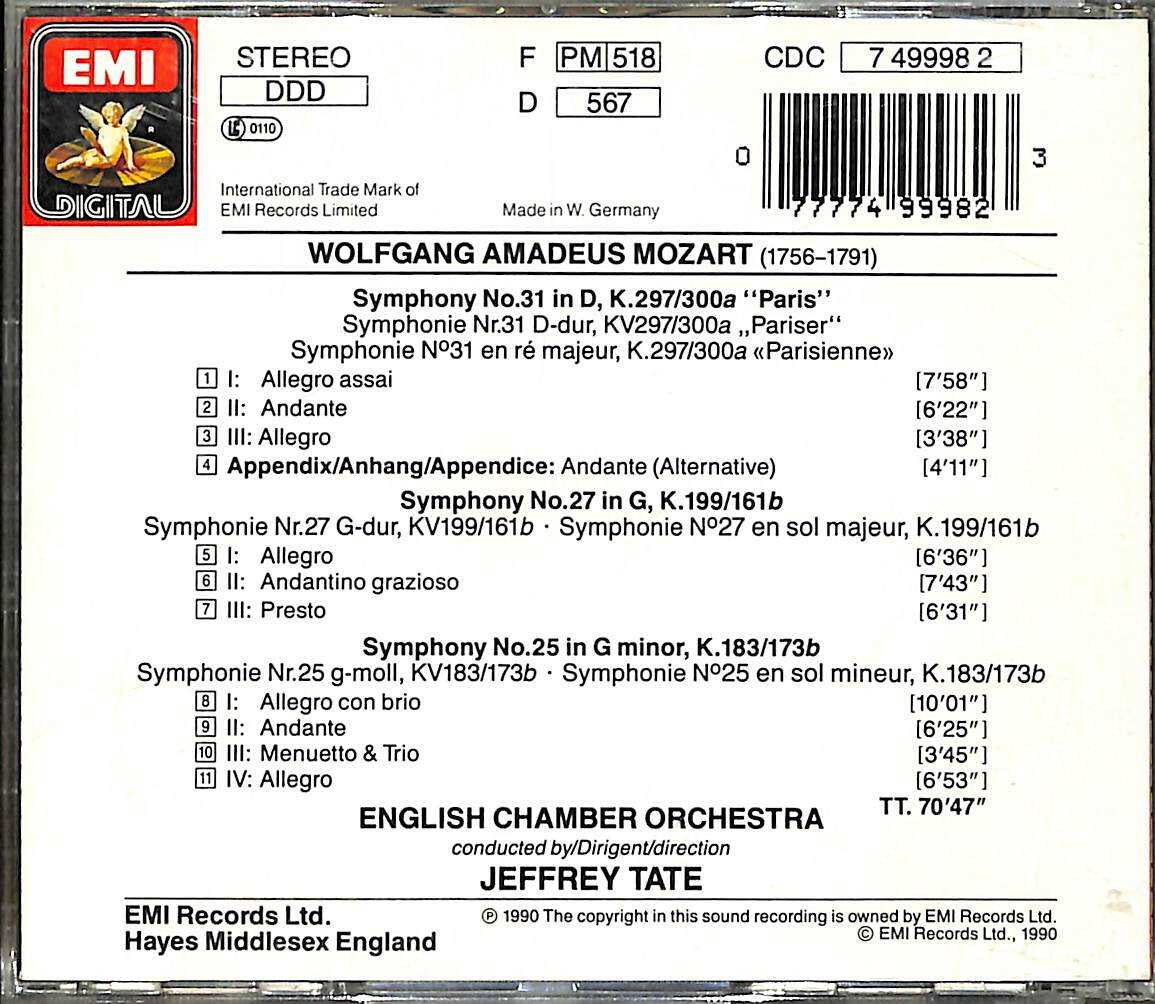 EMI
DIGITAL
STEREO
DDD
LC 0110
International Trade Mark of
EMI Records Limited
F PM 518
D 567
Made in W. Germany
CDC 7 49998 2
0 77774 99982 3
WOLFGANG AMADEUS MOZART (1756–1791)
Symphony No.31 in D, K.297/300a ‘‘Paris’’
Symphonie Nr.31 D-dur, KV297/300a „Pariser“
Symphonie Nº31 en ré majeur, K.297/300a «Parisienne»
1 I: Allegro assai [7′58″]
2 II: Andante [6′22″]
3 III: Allegro [3′38″]
4 Appendix/Anhang/Appendice: Andante (Alternative) [4′11″]
Symphony No.27 in G, K.199/161b
Symphonie Nr.27 G-dur, KV199/161b · Symphonie Nº27 en sol majeur, K.199/161b
5 I: Allegro [6′36″]
6 II: Andantino grazioso [7′43″]
7 III: Presto [6′31″]
Symphony No.25 in G minor, K.183/173b
Symphonie Nr.25 g-moll, KV183/173b · Symphonie Nº25 en sol mineur, K.183/173b
8 I: Allegro con brio [10′01″]
9 II: Andante [6′25″]
10 III: Menuetto & Trio [3′45″]
11 IV: Allegro [6′53″]
TT. 70′47″
ENGLISH CHAMBER ORCHESTRA
conducted by/Dirigent/direction
JEFFREY TATE
EMI Records Ltd.
Hayes Middlesex England
℗ 1990 The copyright in this sound recording is owned by EMI Records Ltd.
© EMI Records Ltd., 1990